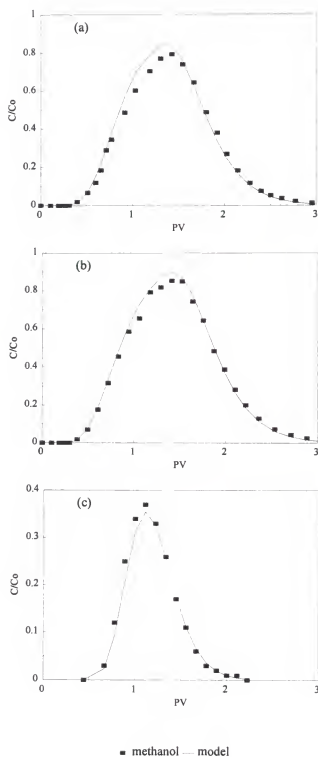 (a)
1
0.8
0.6
0.4
0.2
0
C/Co
0 1 2 3
PV
(b)
1
0.8
0.6
0.4
0.2
0
C/Co
0 1 2 3
PV
(c)
0.4
0.3
0.2
0.1
0
C/Co
0 1 2 3
PV
methanol model